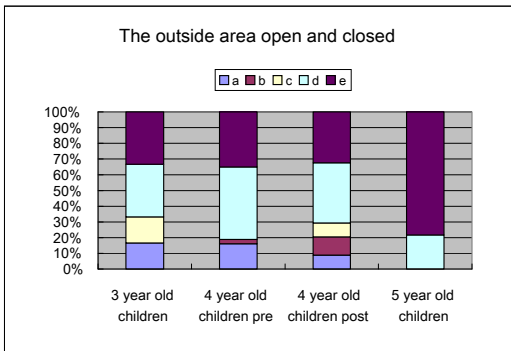 The outside area open and closed
a b c d e
100%
90%
80%
70%
60%
50%
40%
30%
20%
10%
0%
3 year old 4 year old 4 year old 5 year old
children children pre children post children